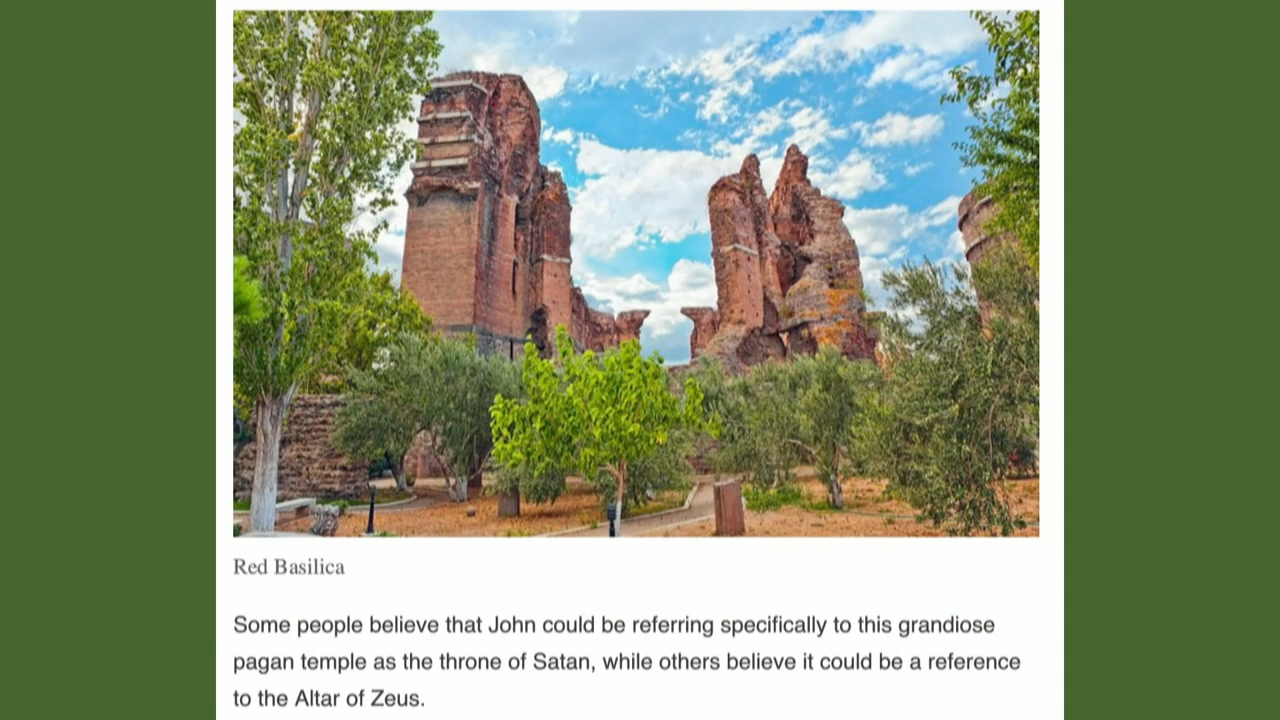 Red Basilica
Some people believe that John could be referring specifically to this grandiose
pagan temple as the throne of Satan, while others believe it could be a reference
to the Altar of Zeus.